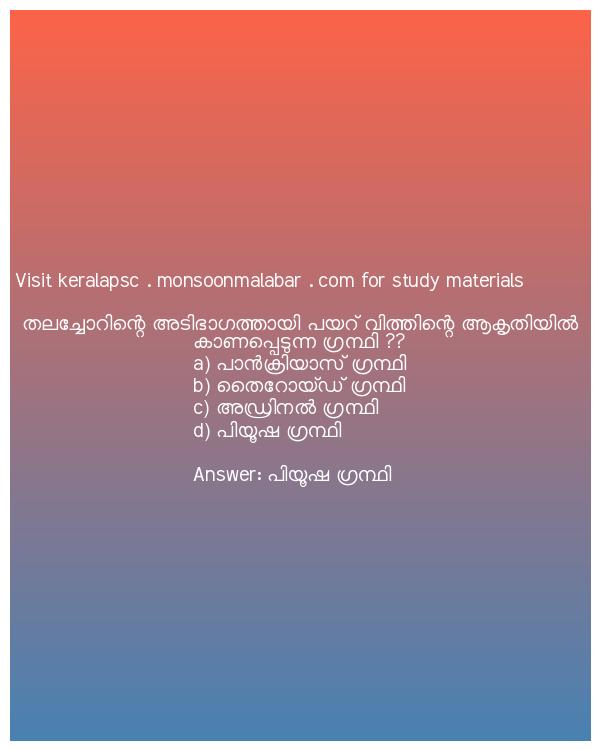 Visit keralapsc . monsoonmalabar . com for study materials
തലച്ചോറിന്റെ അടിഭാഗത്തായി പയറ് വിത്തിന്റെ ആകൃതിയിൽ
കാണപ്പെടുന്ന ഗ്രന്ഥി ??
a) പാൻക്രിയാസ് ഗ്രന്ഥി
b) തൈറോയ്ഡ് ഗ്രന്ഥി
c) അഡ്രിനൽ ഗ്രന്ഥി
d) പിയൂഷ ഗ്രന്ഥി
Answer: പിയൂഷ ഗ്രന്ഥി